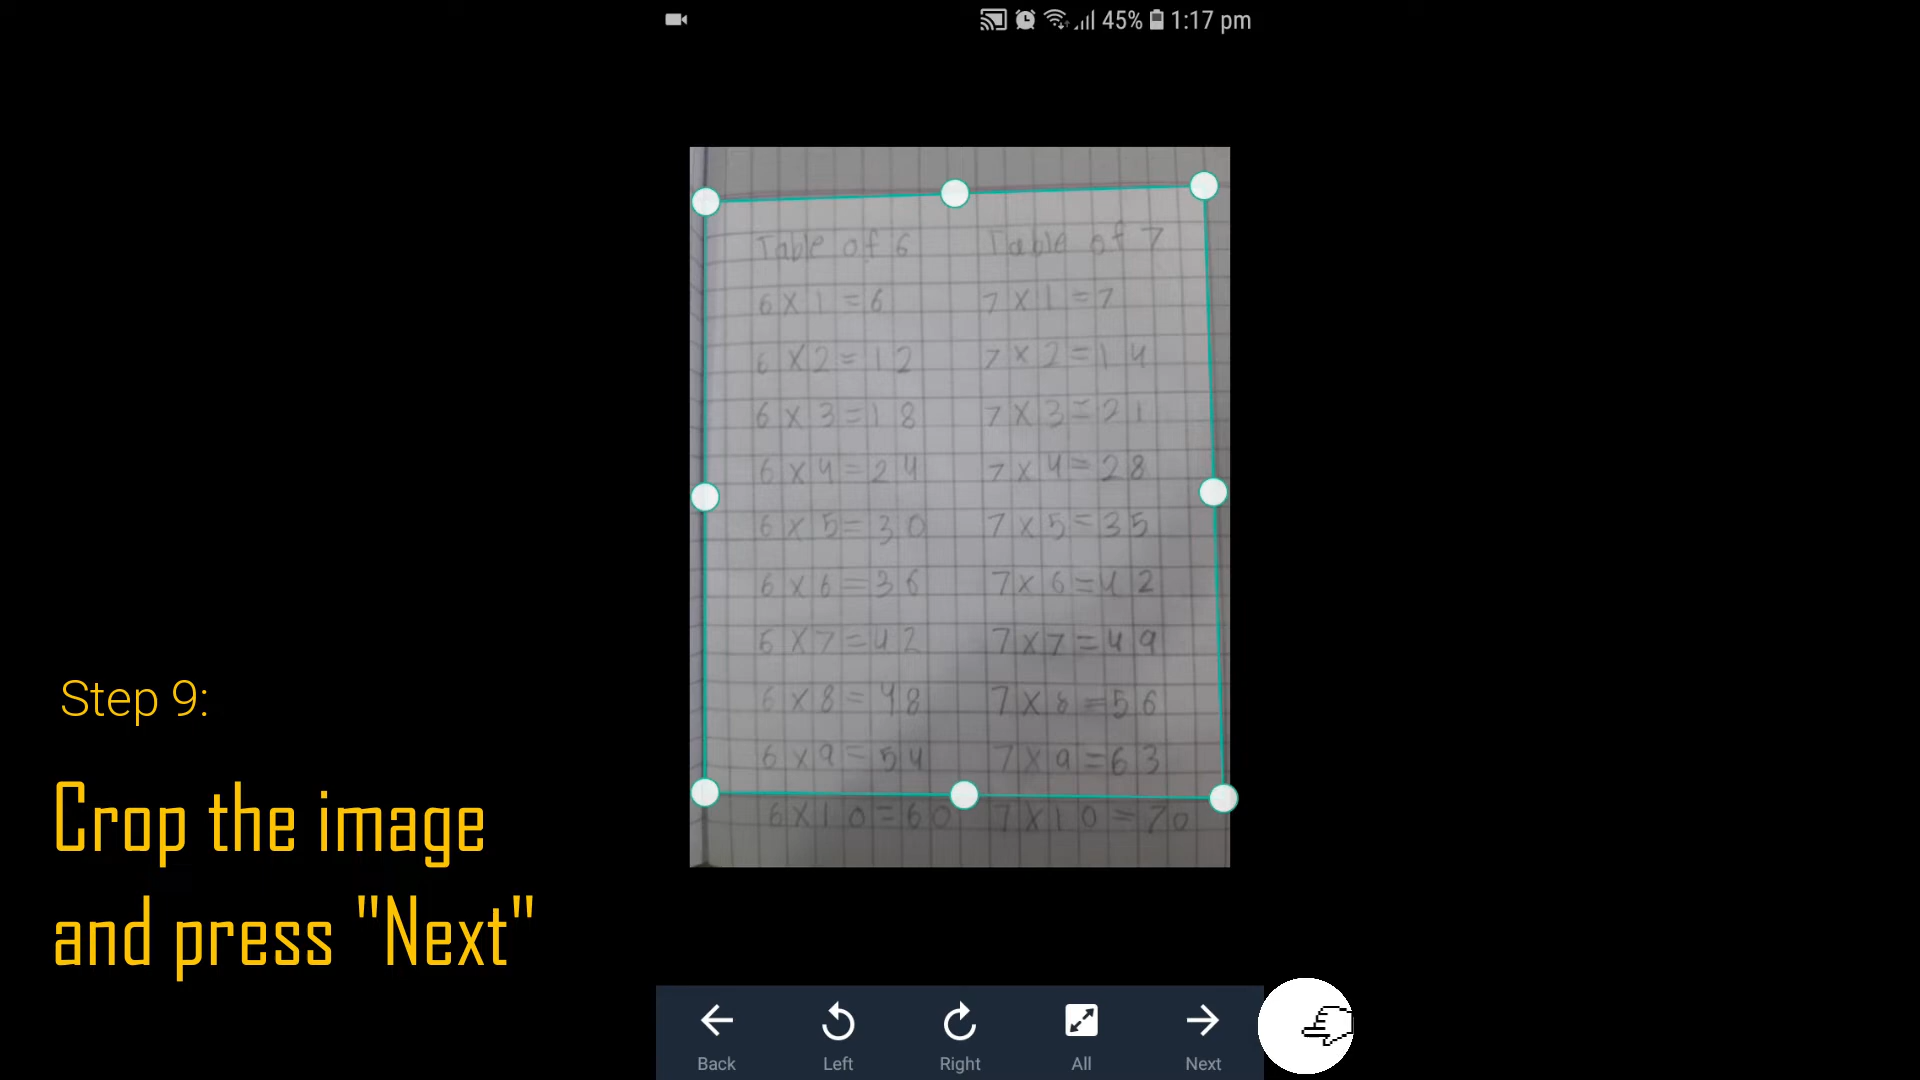 45% 1:17 pm
Table of 6 Table of 7
6 X 1 = 6 7 X 1 = 7
6 X 2 = 12 7 X 2 = 14
6 X 3 = 18 7 X 3 = 21
6 X 4 = 24 7 X 4 = 28
6 X 5 = 30 7 X 5 = 35
6 X 6 = 36 7 X 6 = 42
6 X 7 = 42 7 X 7 = 49
6 X 8 = 48 7 X 8 = 56
6 X 9 = 54 7 X 9 = 63
6 X 10 = 60 7 X 10 = 70
Step 9:
Crop the image
and press "Next"
Back Left Right All Next